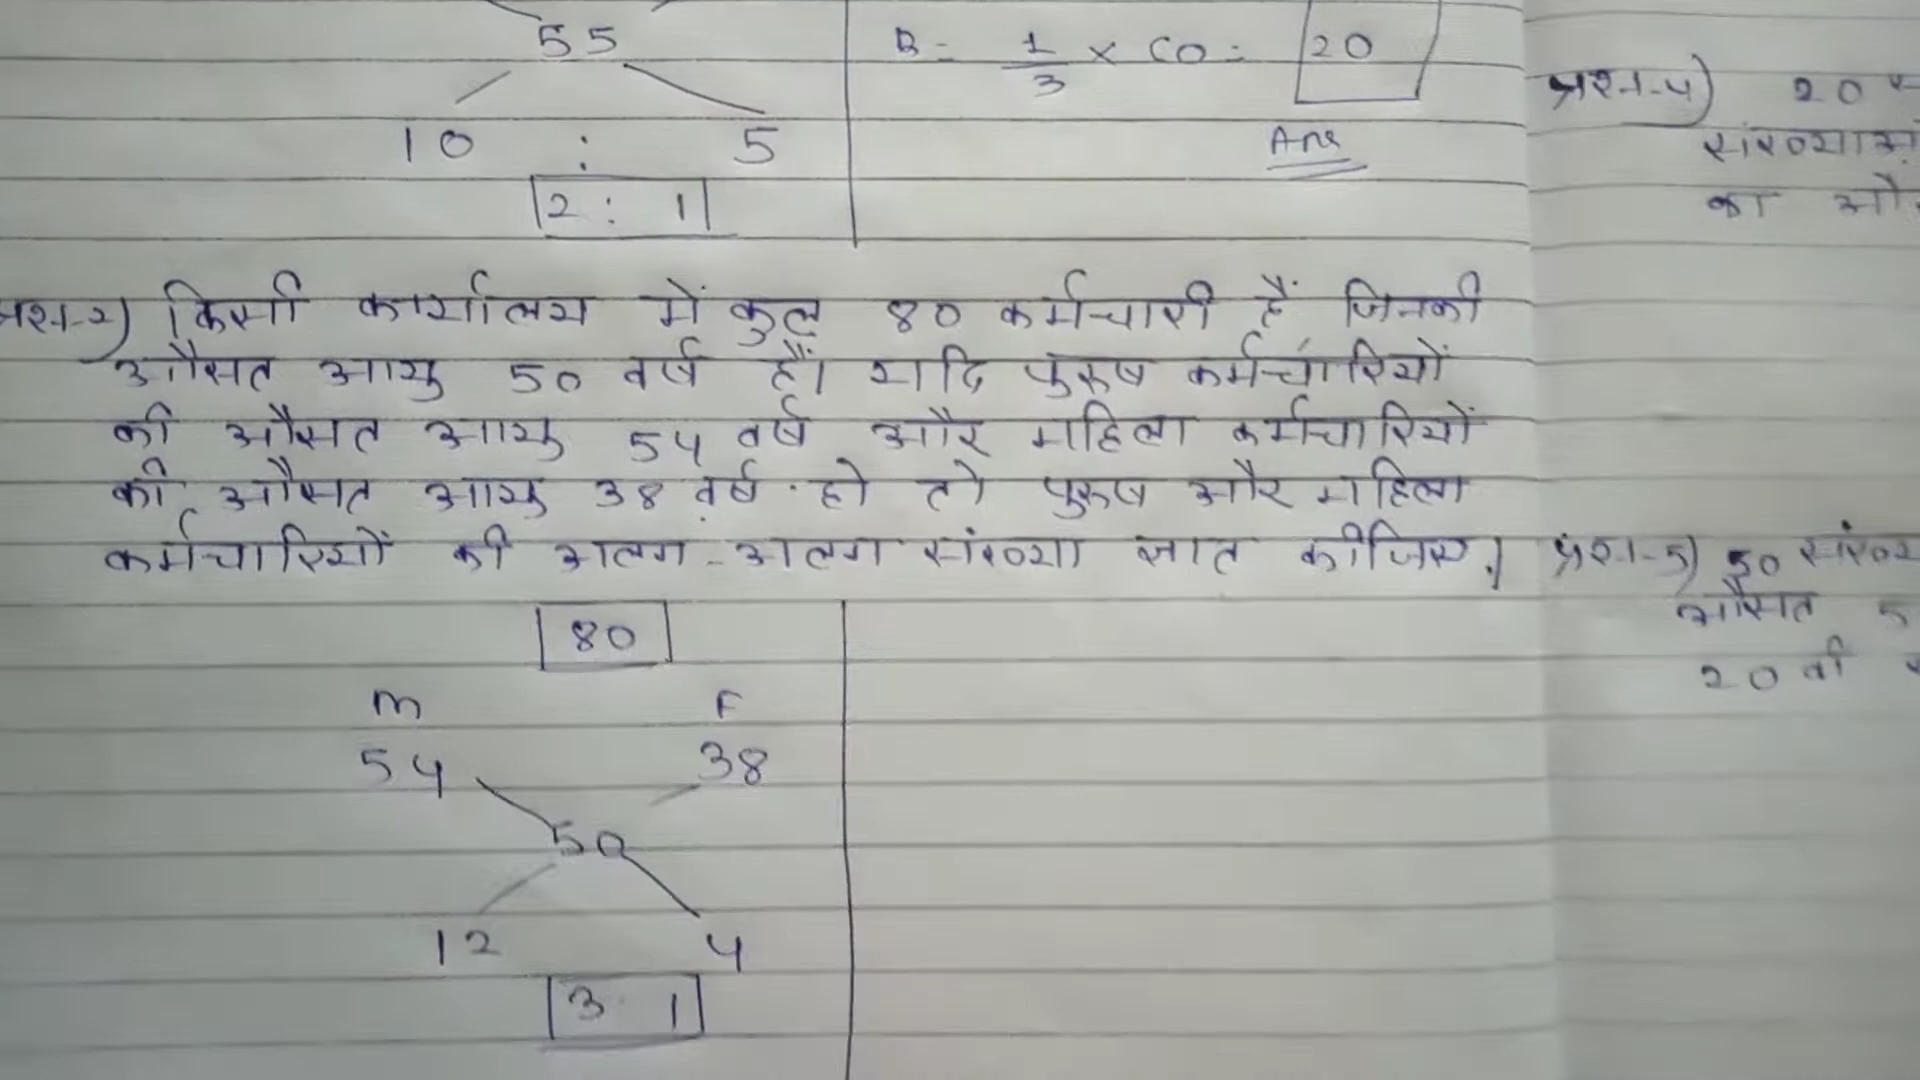 55
10 : 5
2 : 1
B = 1/3 × 60 = 20
Ans
प्रश्न-2) किसी कार्यालय में कुल 80 कर्मचारी हैं जिनकी
औसत आयु 50 वर्ष है। यदि पुरुष कर्मचारियों
की औसत आयु 54 वर्ष और महिला कर्मचारियों
की औसत आयु 38 वर्ष हो तो पुरुष और महिला
कर्मचारियों की अलग-अलग संख्या ज्ञात कीजिए।
80
M F
54 38
50
12 4
3 1
प्रश्न-4) 20
संख्याओं
का
प्रश्न-5) 50
औसत 5
20 वी